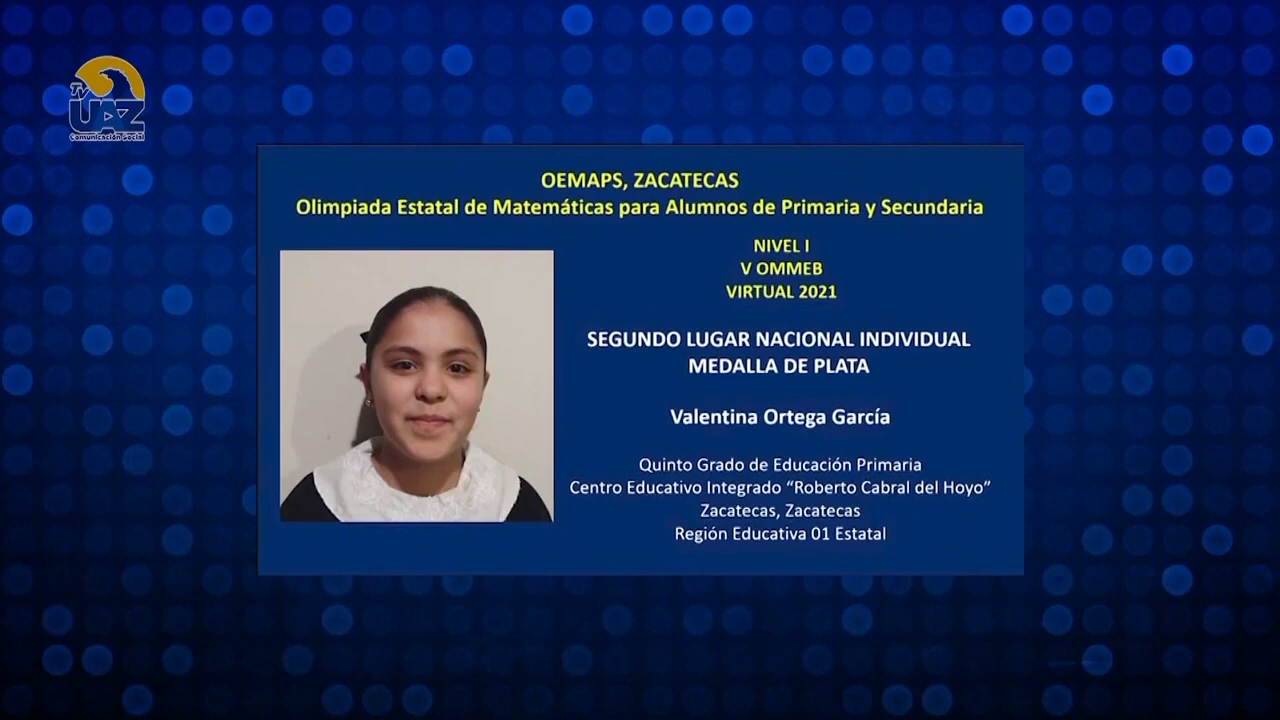 TV
UAZ
Comunicación Social
OEMAPS, ZACATECAS
Olimpiada Estatal de Matemáticas para Alumnos de Primaria y Secundaria
NIVEL I
V OMMEB
VIRTUAL 2021
SEGUNDO LUGAR NACIONAL INDIVIDUAL
MEDALLA DE PLATA
Valentina Ortega García
Quinto Grado de Educación Primaria
Centro Educativo Integrado “Roberto Cabral del Hoyo”
Zacatecas, Zacatecas
Región Educativa 01 Estatal